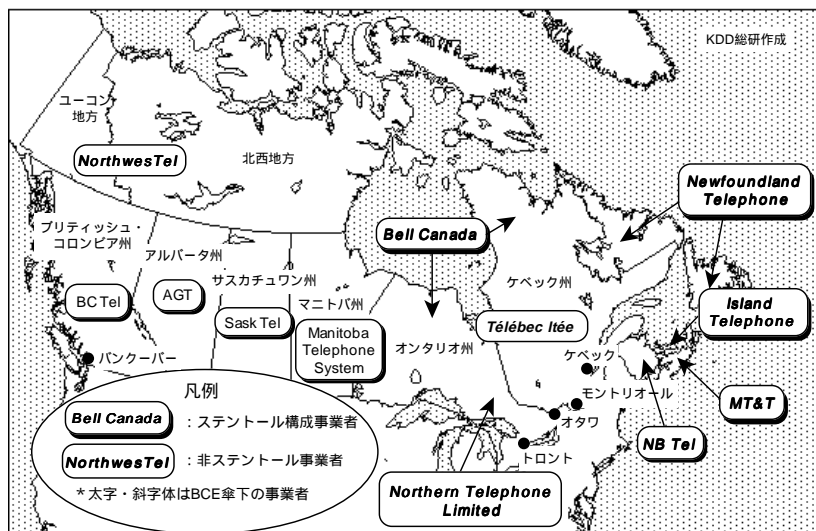 KDD総研作成
ユーコン
地方
NorthwesTel
北西地方
Newfoundland
Telephone
ブリティッシュ・
コロンビア州
アルバータ州
Bell Canada
サスカチュワン州
ケベック州
BC Tel
AGT
マニトバ州
Sask Tel
Island
Telephone
Manitoba
Telephone
System
オンタリオ州
Télébec ltée
ケベック
バンクーバー
モントリオール
オタワ
MT&T
NB Tel
トロント
Northern Telephone
Limited
凡例
Bell Canada :ステントール構成事業者
NorthwesTel :非ステントール事業者
*太字・斜字体はBCE傘下の事業者